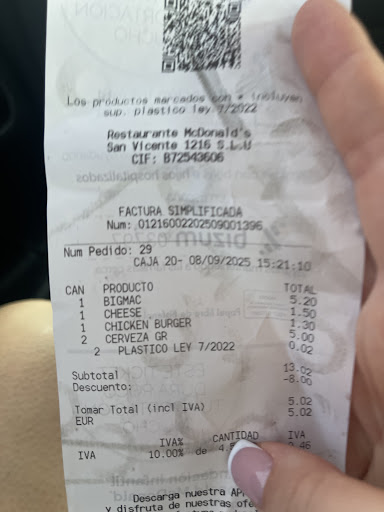 Los productos marcados con * incluyen
sup. plastico ley 7/2022
Restaurante McDonald's
San Vicente 1216 S.L.U
CIF: B72543606
FACTURA SIMPLIFICADA
Num: 01216002202509001396
Num Pedido: 29
CAJA 20- 08/09/2025 15:21:10
CAN PRODUCTO TOTAL
1 BIGMAC 5.20
1 CHEESE 1.50
1 CHICKEN BURGER 1.30
2 CERVEZA GR 5.00
2 PLASTICO LEY 7/2022 0.02
Subtotal 13.02
Descuento: -8.00
Tomar Total (incl IVA) 5.02
EUR 5.02
IVA% CANTIDAD IVA
IVA 10.00% de
Descarga nuestra
y disfruta de nuestras